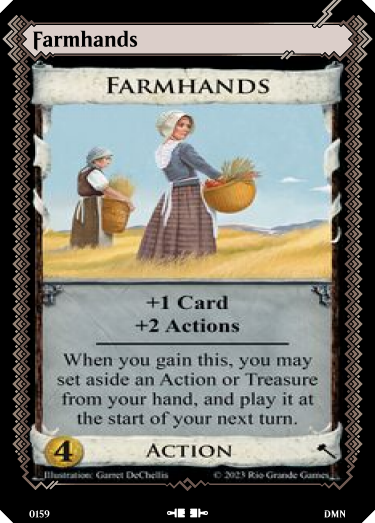 Farmhands
FARMHANDS
+1 Card
+2 Actions
When you gain this, you may
set aside an Action or Treasure
from your hand, and play it at
the start of your next turn.
4
ACTION
Illustration: Garret DeChellis © 2023 Rio Grande Games
0159 DMN